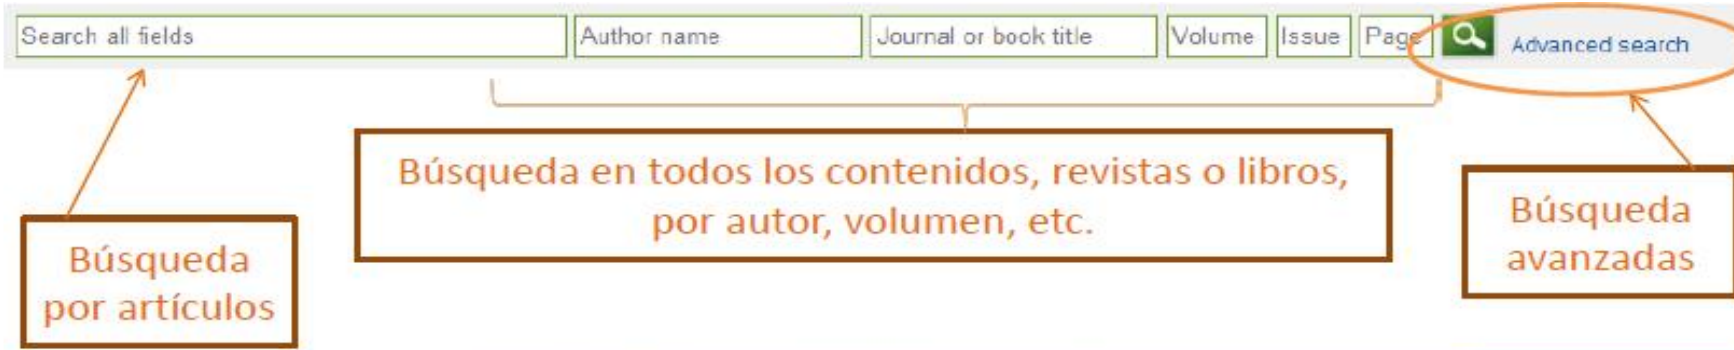 Search all fields
Author name
Journal or book title
Volume
Issue
Page
Advanced search
Búsqueda en todos los contenidos, revistas o libros,
por autor, volumen, etc.
Búsqueda
avanzadas
Búsqueda
por artículos